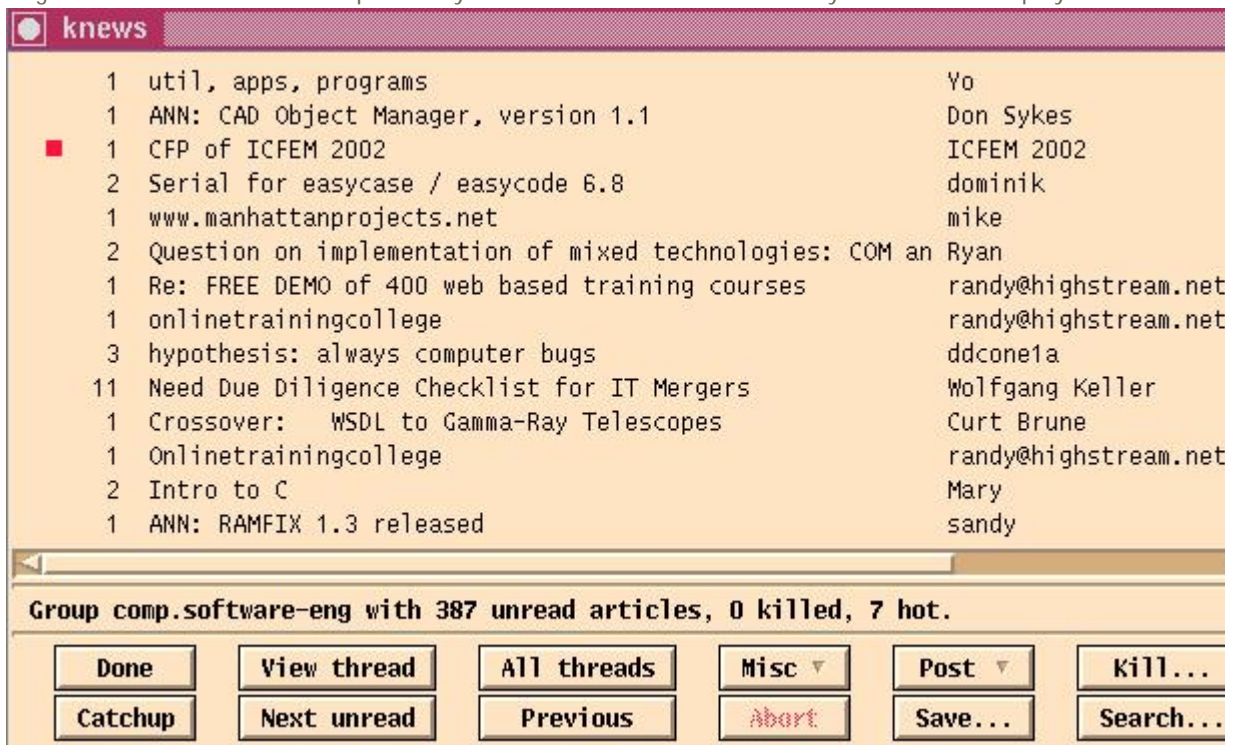 knews
1 util, apps, programs Yo
1 ANN: CAD Object Manager, version 1.1 Don Sykes
1 CFP of ICFEM 2002 ICFEM 2002
2 Serial for easycase / easycode 6.8 dominik
1 www.manhattanprojects.net mike
2 Question on implementation of mixed technologies: COM an Ryan
1 Re: FREE DEMO of 400 web based training courses randy@highstream.net
1 onlinetrainingcollege randy@highstream.net
3 hypothesis: always computer bugs ddcone1a
11 Need Due Diligence Checklist for IT Mergers Wolfgang Keller
1 Crossover: WSDL to Gamma-Ray Telescopes Curt Brune
1 Onlinetrainingcollege randy@highstream.net
2 Intro to C Mary
1 ANN: RAMFIX 1.3 released sandy
Group comp.software-eng with 387 unread articles, 0 killed, 7 hot.
Done View thread All threads Misc Post Kill...
Catchup Next unread Previous Abort Save... Search...